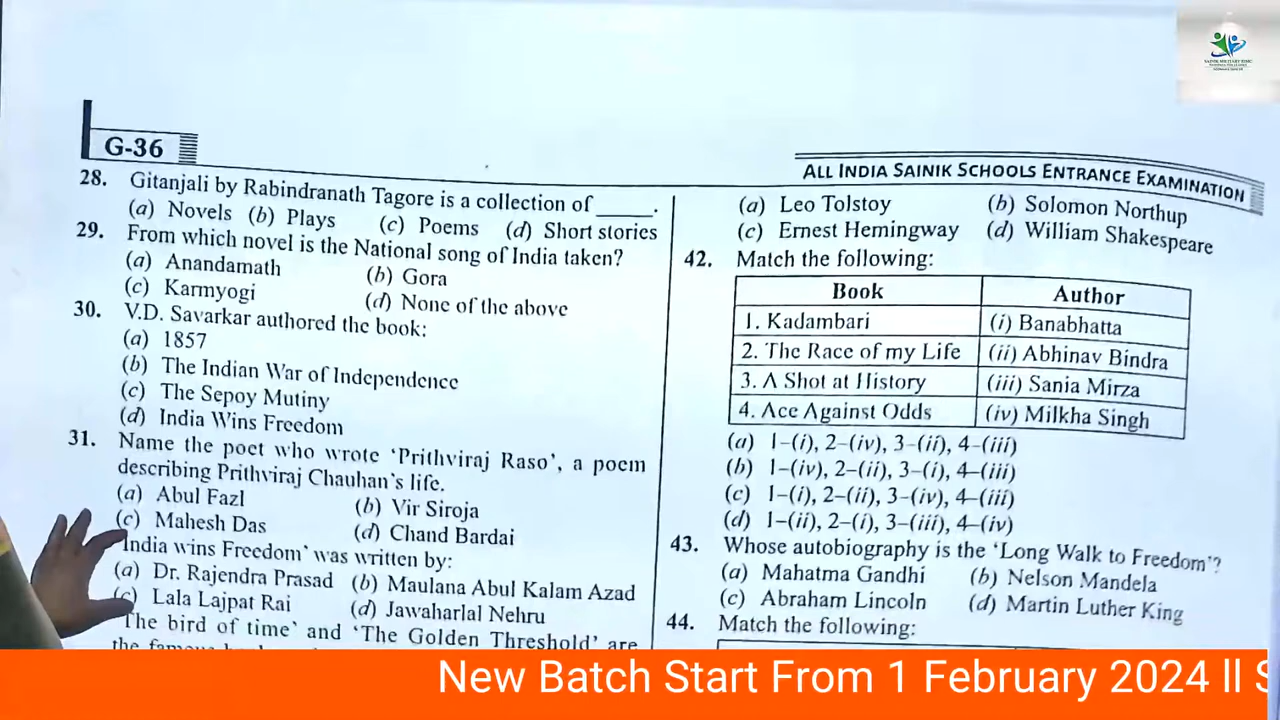 G-36
ALL INDIA SAINIK SCHOOLS ENTRANCE EXAMINATION
28. Gitanjali by Rabindranath Tagore is a collection of _____.
(a) Novels (b) Plays (c) Poems (d) Short stories
29. From which novel is the National song of India taken?
(a) Anandamath (b) Gora
(c) Karmyogi (d) None of the above
30. V.D. Savarkar authored the book:
(a) 1857
(b) The Indian War of Independence
(c) The Sepoy Mutiny
(d) India Wins Freedom
31. Name the poet who wrote ‘Prithviraj Raso’, a poem
describing Prithviraj Chauhan’s life.
(a) Abul Fazl (b) Vir Siroja
(c) Mahesh Das (d) Chand Bardai
India wins Freedom’ was written by:
(a) Dr. Rajendra Prasad (b) Maulana Abul Kalam Azad
(c) Lala Lajpat Rai (d) Jawaharlal Nehru
The bird of time’ and ‘The Golden Threshold’ are
the
(a) Leo Tolstoy (b) Solomon Northup
(c) Ernest Hemingway (d) William Shakespeare
42. Match the following:
Book Author
1. Kadambari (i) Banabhatta
2. The Race of my Life (ii) Abhinav Bindra
3. A Shot at History (iii) Sania Mirza
4. Ace Against Odds (iv) Milkha Singh
(a) 1–(i), 2–(iv), 3–(ii), 4–(iii)
(b) 1–(iv), 2–(ii), 3–(i), 4–(iii)
(c) 1–(i), 2–(ii), 3–(iv), 4–(iii)
(d) 1–(ii), 2–(i), 3–(iii), 4–(iv)
43. Whose autobiography is the ‘Long Walk to Freedom’?
(a) Mahatma Gandhi (b) Nelson Mandela
(c) Abraham Lincoln (d) Martin Luther King
44. Match the following:
New Batch Start From 1 February 2024 ll S